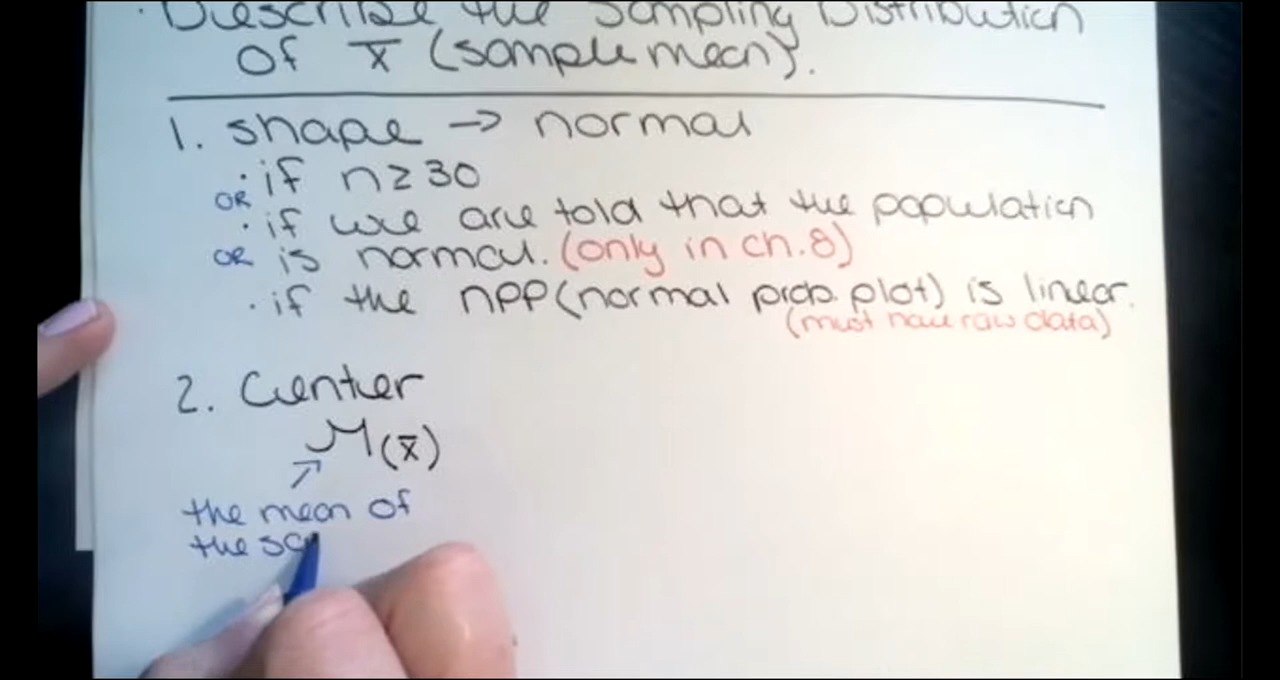 · Describe the Sampling Distribution
of x̄ (sample mean).
1. shape → normal
· if n ≥ 30
OR
· if we are told that the population
OR is normal. (only in ch. 8)
· if the npp (normal prob. plot) is linear.
(must have raw data)
2. Center
μ(x̄)
the mean of
the sa